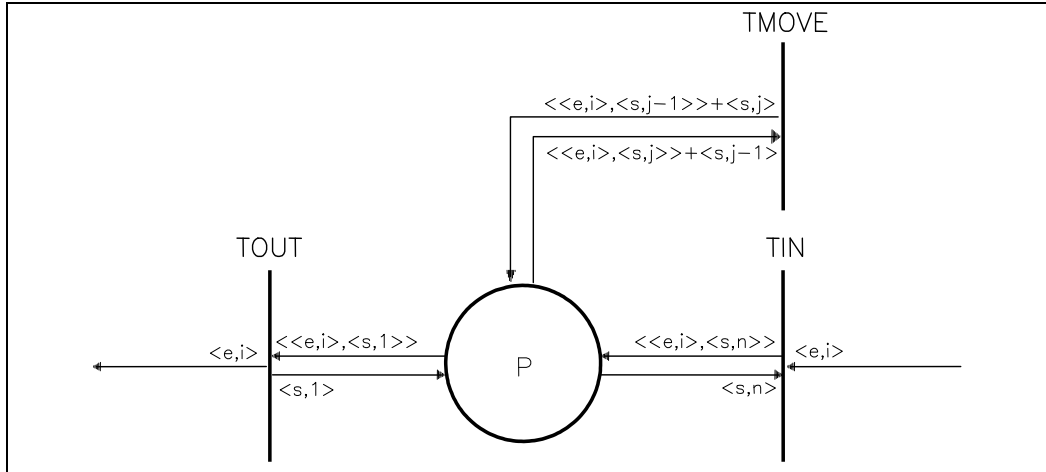 TMOVE
<<e,i>,<s,j-1>>+<s,j>
<<e,i>,<s,j>>+<s,j-1>
TOUT
TIN
<e,i>
<<e,i>,<s,1>>
<<e,i>,<s,n>>
<e,i>
P
<s,1>
<s,n>